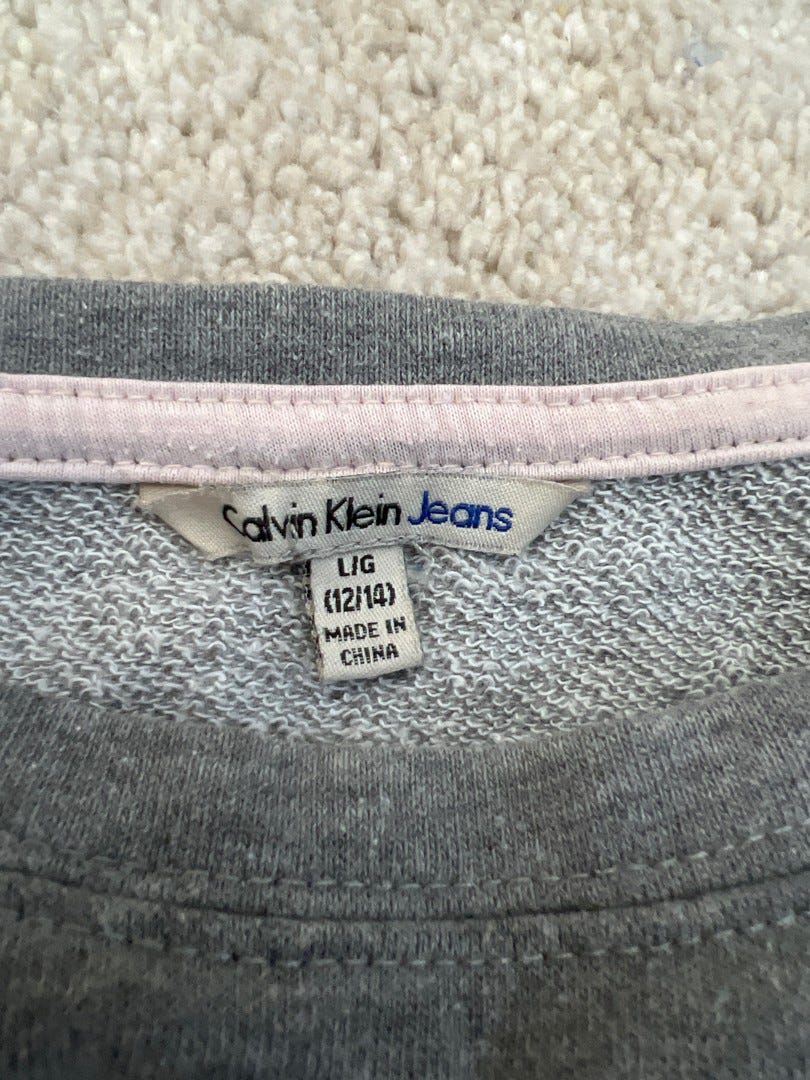 Calvin Klein Jeans
L/G
(12/14)
MADE IN
CHINA